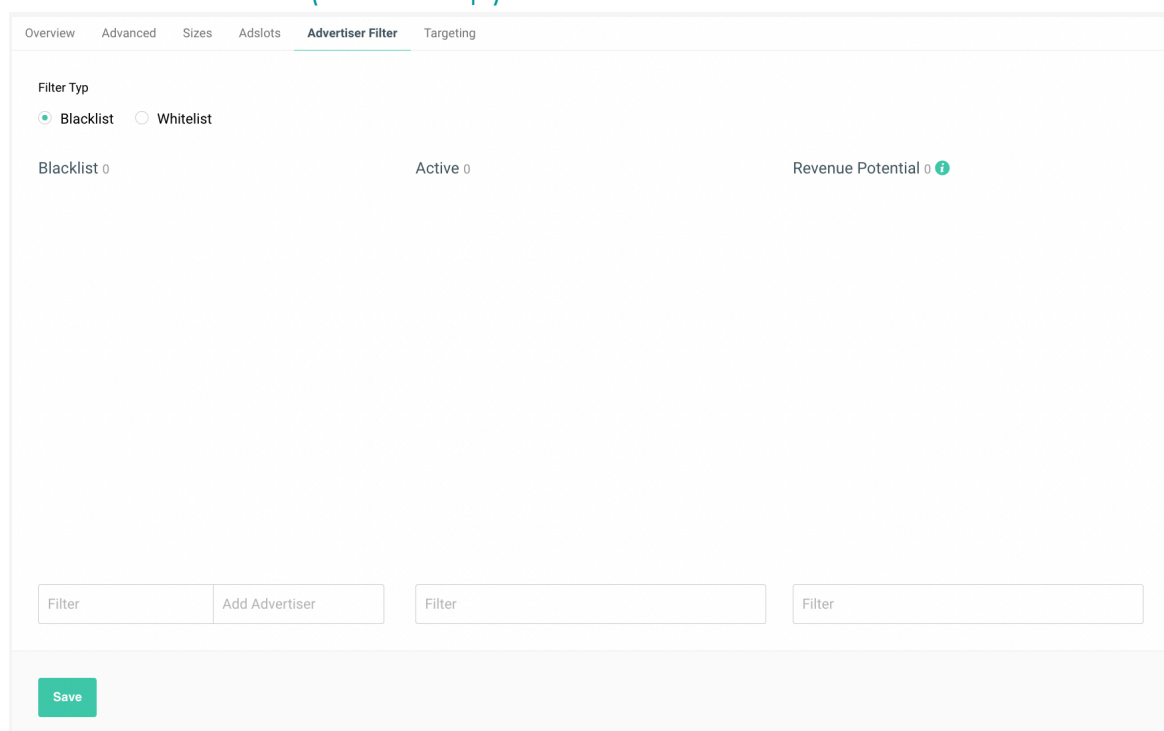 Overview Advanced Sizes Adslots Advertiser Filter Targeting
Filter Typ
Blacklist Whitelist
Blacklist 0 Active 0 Revenue Potential 0 i
Filter Add Advertiser Filter Filter
Save